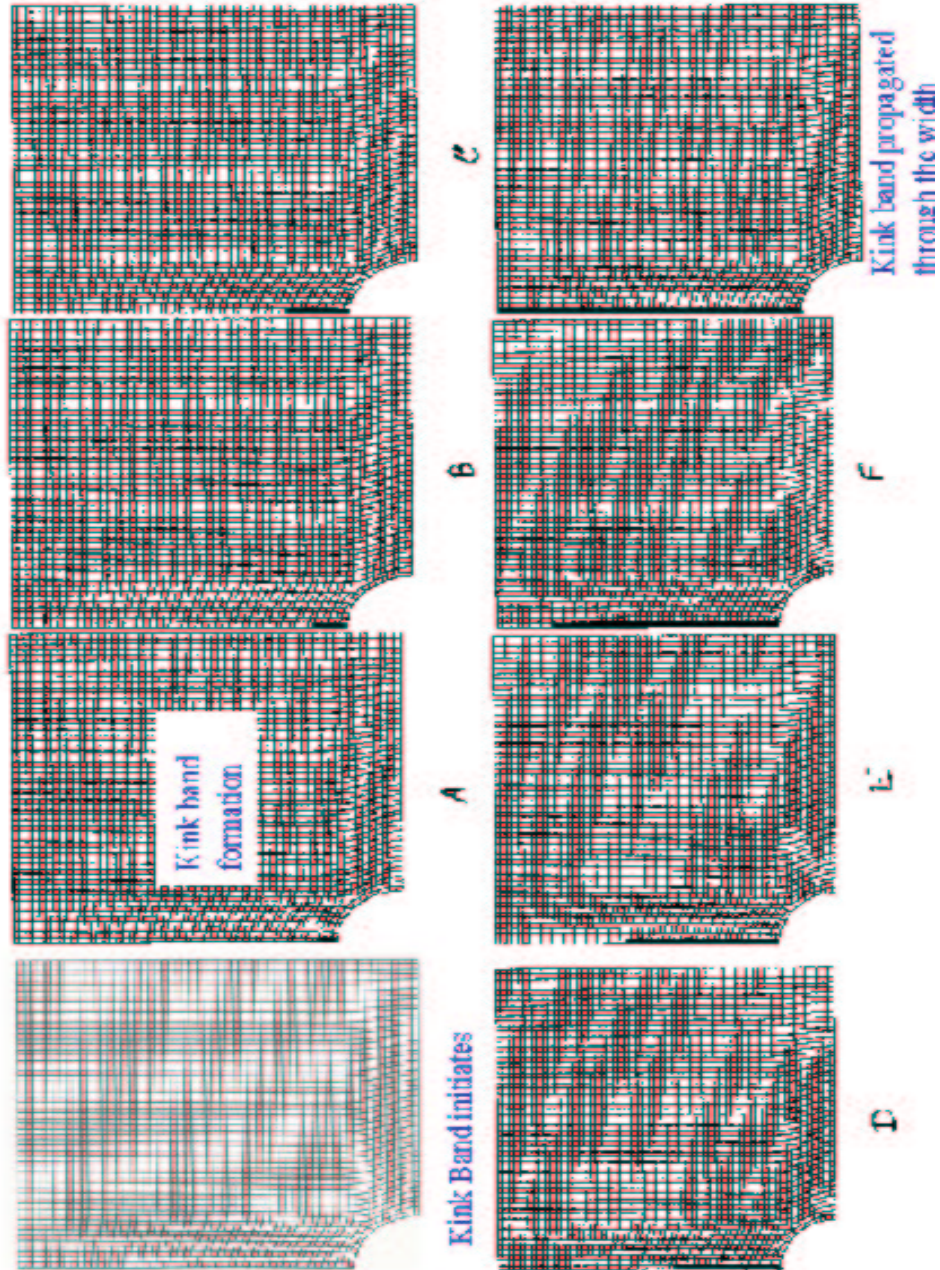 Kink Band initiates
Kink band
formation
A
B
C
D
E
F
Kink band propagated
through the width